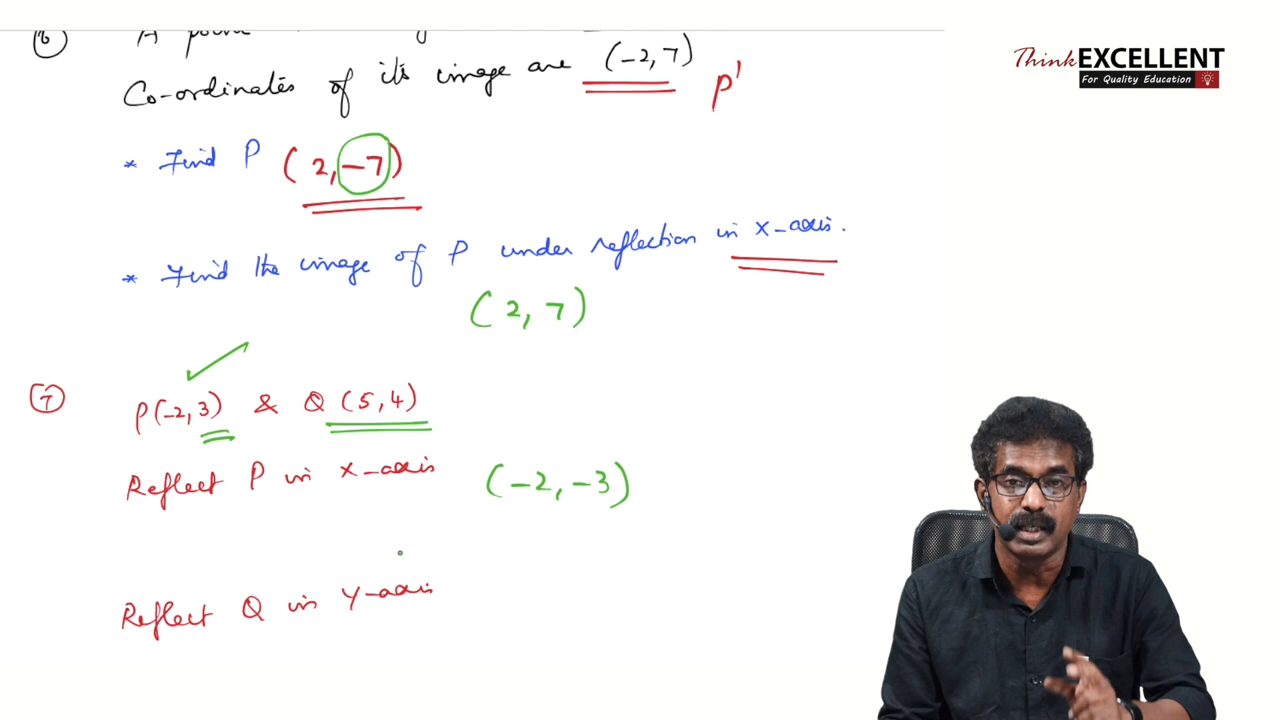 6
Co-ordinates of its image are (-2, 7) P'
* Find P (2, -7)
* Find the image of P under reflection in x-axis.
(2, 7)
7 P(-2, 3) & Q (5, 4)
Reflect P in x-axis (-2, -3)
Reflect Q in y-axis
Think EXCELLENT
For Quality Education